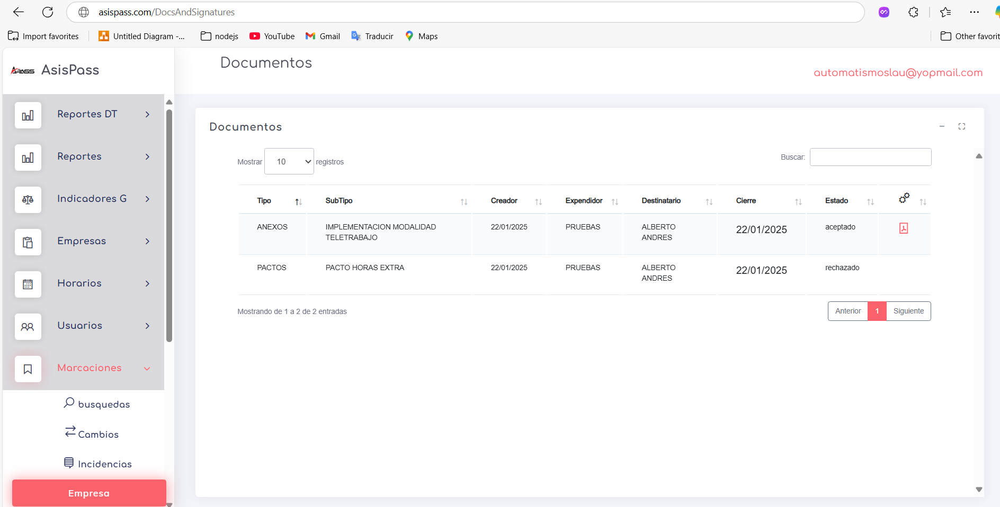 asispass.com/DocsAndSignatures
Import favorites
Untitled Diagram -...
nodejs
YouTube
Gmail
Traducir
Maps
Other favorit
APASS AsisPass
Documentos
automatismoslau@yopmail.com
Reportes DT
Reportes
Indicadores G
Empresas
Horarios
Usuarios
Marcaciones
busquedas
Cambios
Incidencias
Empresa
Documentos
Mostrar 10 registros
Buscar:
Tipo SubTipo Creador Expendidor Destinatario Cierre Estado
ANEXOS IMPLEMENTACION MODALIDAD TELETRABAJO 22/01/2025 PRUEBAS ALBERTO ANDRES 22/01/2025 aceptado
PACTOS PACTO HORAS EXTRA 22/01/2025 PRUEBAS ALBERTO ANDRES 22/01/2025 rechazado
Mostrando de 1 a 2 de 2 entradas
Anterior 1 Siguiente